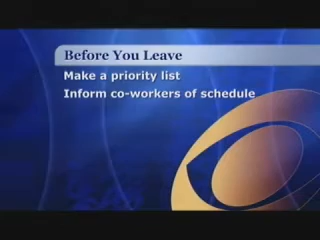 Before You Leave
Make a priority list
Inform co-workers of schedule